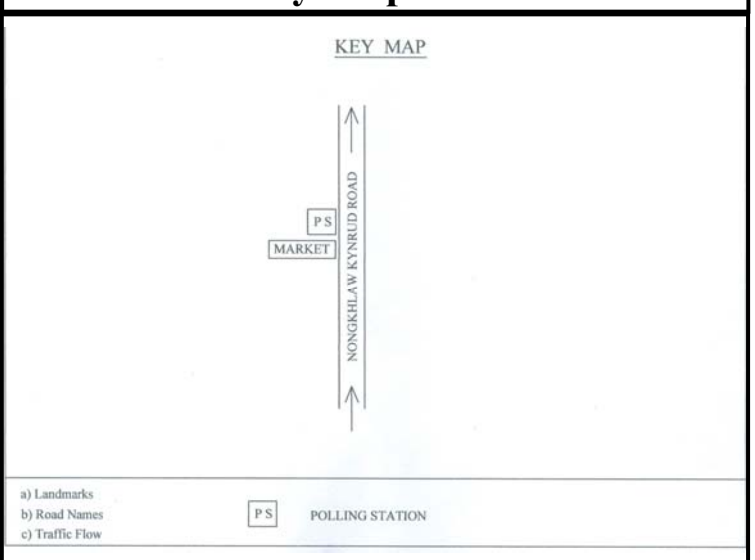 KEY MAP
P S
MARKET
NONGKHLAW KYNRUD ROAD
a) Landmarks
b) Road Names
c) Traffic Flow
P S
POLLING STATION